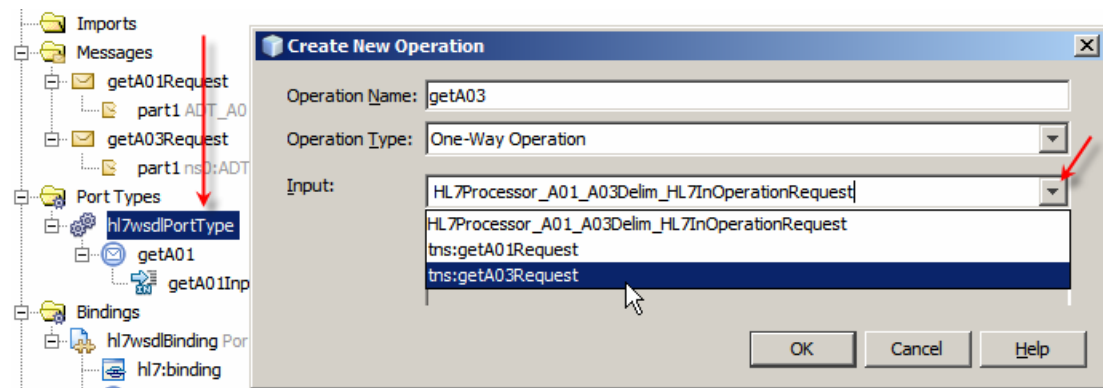 Imports
Messages
getA01Request
part1 ADT_A0
getA03Request
part1 ns0:ADT
Port Types
hl7wsdlPortType
getA01
getA01Inp
Bindings
hl7wsdlBinding Por
hl7:binding
Create New Operation
Operation Name: getA03
Operation Type: One-Way Operation
Input: HL7Processor_A01_A03Delim_HL7InOperationRequest
HL7Processor_A01_A03Delim_HL7InOperationRequest
tns:getA01Request
tns:getA03Request
OK Cancel Help